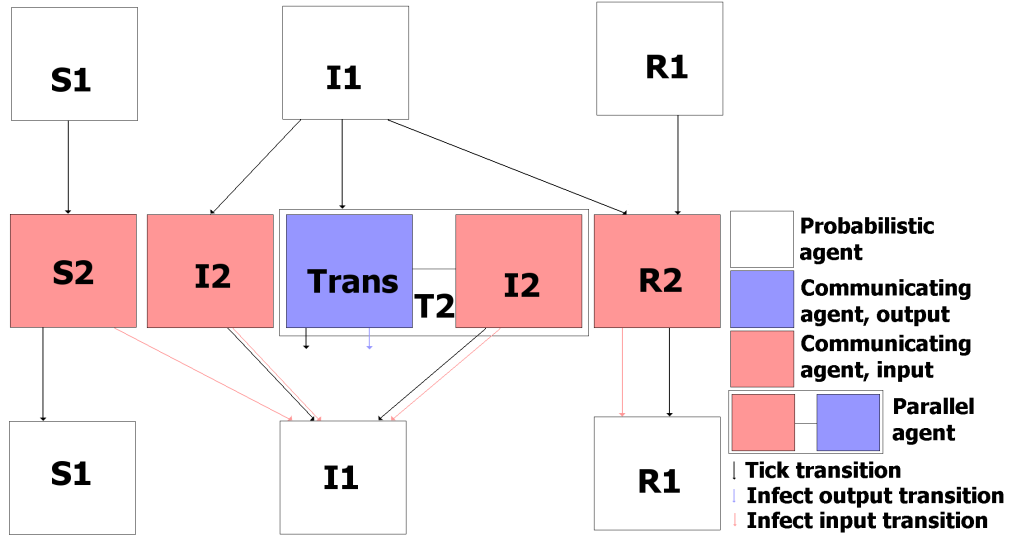 S1
I1
R1
S2
I2
Trans
T2
I2
R2
S1
I1
R1
Probabilistic
agent
Communicating
agent, output
Communicating
agent, input
Parallel
agent
Tick transition
Infect output transition
Infect input transition